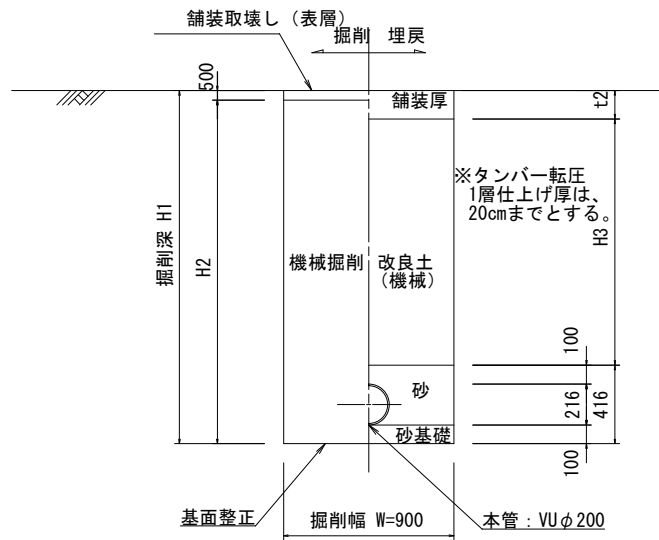 舗装取壊し（表層）
掘削 埋戻
500
舗装厚
t2
※タンパー転圧
1層仕上げ厚は、
20cmまでとする。
掘削深 H1
H2
機械掘削
改良土
(機械)
H3
100
砂
216
416
砂基礎
100
基面整正
掘削幅 W=900
本管：VUφ200